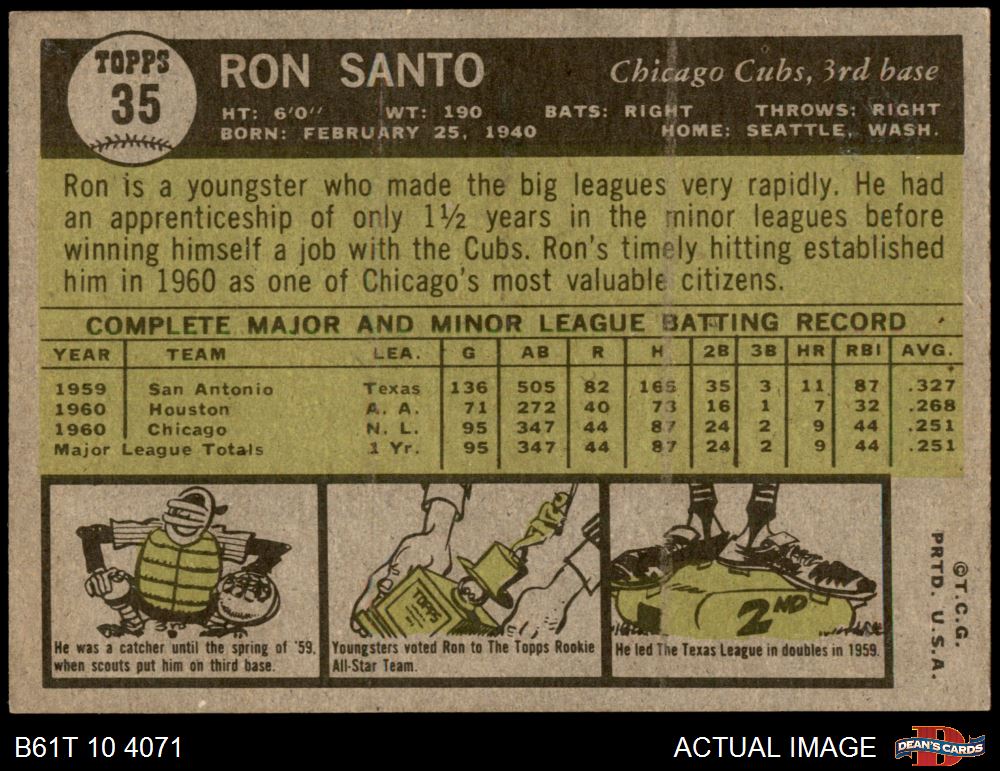 TOPPS
35
RON SANTO
Chicago Cubs, 3rd base
HT: 6'0" WT: 190 BATS: RIGHT THROWS: RIGHT
BORN: FEBRUARY 25, 1940 HOME: SEATTLE, WASH.
Ron is a youngster who made the big leagues very rapidly. He had
an apprenticeship of only 1½ years in the minor leagues before
winning himself a job with the Cubs. Ron's timely hitting established
him in 1960 as one of Chicago's most valuable citizens.
COMPLETE MAJOR AND MINOR LEAGUE BATTING RECORD
YEAR TEAM LEA. G AB R H 2B 3B HR RBI AVG.
1959 San Antonio Texas 136 505 82 165 35 3 11 87 .327
1960 Houston A. A. 71 272 40 73 16 1 7 32 .268
1960 Chicago N. L. 95 347 44 87 24 2 9 44 .251
Major League Totals 1 Yr. 95 347 44 87 24 2 9 44 .251
He was a catcher until the spring of '59,
when scouts put him on third base.
TOPPS
Youngsters voted Ron to The Topps Rookie
All-Star Team.
2ND
He led The Texas League in doubles in 1959.
©T.C.G.
PRTD. U.S.A.
B61T 10 4071
ACTUAL IMAGE
D
DEAN'S CARDS